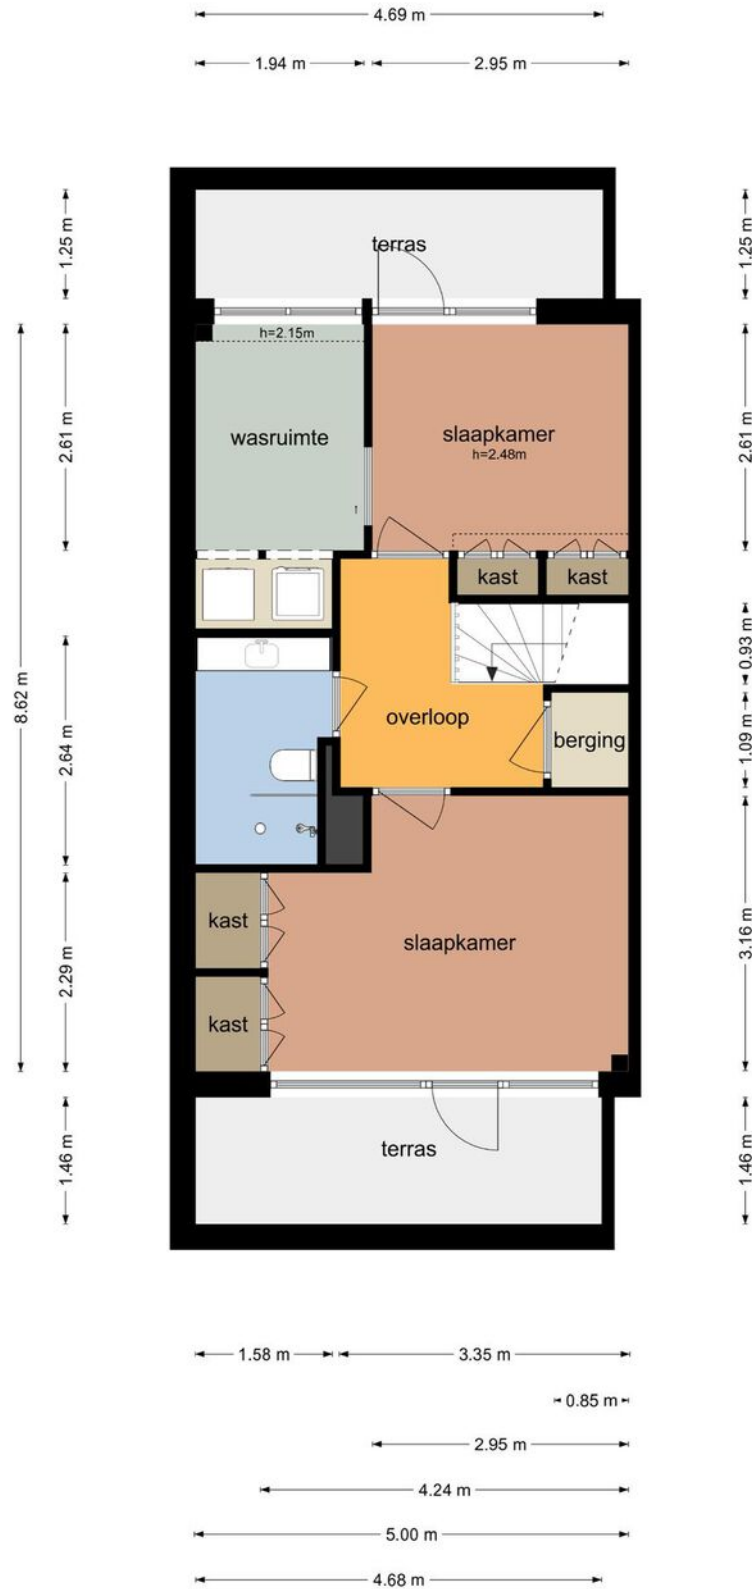 4.69 m
1.94 m
2.95 m
1.25 m
1.25 m
terras
h=2.15m
wasruimte
slaapkamer
h=2.48m
2.61 m
2.61 m
kast
kast
0.93 m
8.62 m
overloop
berging
1.09 m
2.64 m
kast
slaapkamer
3.16 m
2.29 m
kast
terras
1.46 m
1.46 m
1.58 m
3.35 m
0.85 m
2.95 m
4.24 m
5.00 m
4.68 m